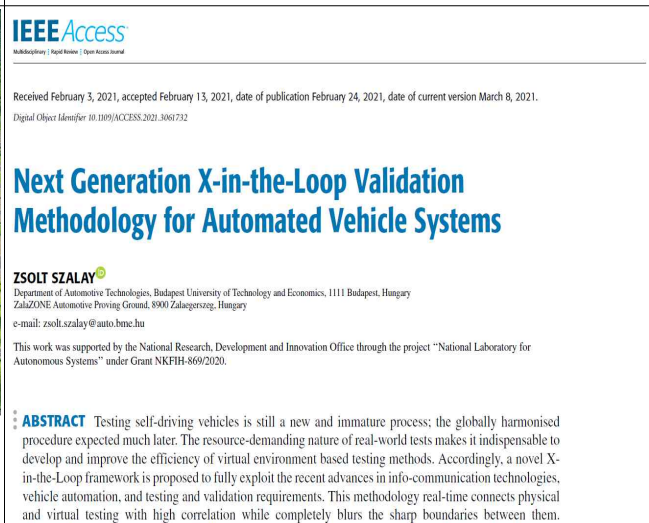 IEEE Access
Multidisciplinary | Rapid Review | Open Access Journal
Received February 3, 2021, accepted February 13, 2021, date of publication February 24, 2021, date of current version March 8, 2021.
Digital Object Identifier 10.1109/ACCESS.2021.3061732
Next Generation X-in-the-Loop Validation
Methodology for Automated Vehicle Systems
ZSOLT SZALAY
Department of Automotive Technologies, Budapest University of Technology and Economics, 1111 Budapest, Hungary
ZalaZONE Automotive Proving Ground, 8900 Zalaegerszeg, Hungary
e-mail: zsolt.szalay@auto.bme.hu
This work was supported by the National Research, Development and Innovation Office through the project “National Laboratory for
Autonomous Systems” under Grant NKFIH-869/2020.
ABSTRACT Testing self-driving vehicles is still a new and immature process; the globally harmonised
procedure expected much later. The resource-demanding nature of real-world tests makes it indispensable to
develop and improve the efficiency of virtual environment based testing methods. Accordingly, a novel X-
in-the-Loop framework is proposed to fully exploit the recent advances in info-communication technologies,
vehicle automation, and testing and validation requirements. This methodology real-time connects physical
and virtual testing with high correlation while completely blurs the sharp boundaries between them.